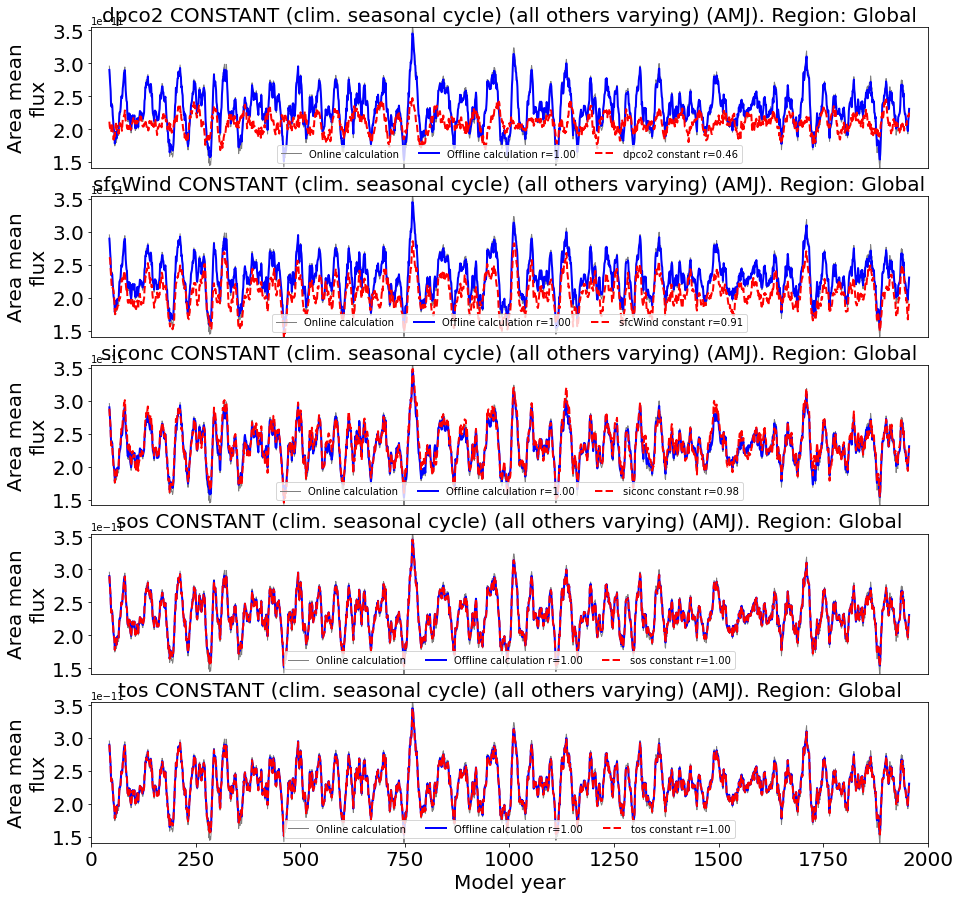 1e−11
dpco2 CONSTANT (clim. seasonal cycle) (all others varying) (AMJ). Region: Global
Area mean
flux
3.5
3.0
2.5
2.0
1.5
Online calculation Offline calculation r=1.00 dpco2 constant r=0.46
1e−11
sfcWind CONSTANT (clim. seasonal cycle) (all others varying) (AMJ). Region: Global
Area mean
flux
3.5
3.0
2.5
2.0
1.5
Online calculation Offline calculation r=1.00 sfcWind constant r=0.91
1e−11
siconc CONSTANT (clim. seasonal cycle) (all others varying) (AMJ). Region: Global
Area mean
flux
3.5
3.0
2.5
2.0
1.5
Online calculation Offline calculation r=1.00 siconc constant r=0.98
1e−11
sos CONSTANT (clim. seasonal cycle) (all others varying) (AMJ). Region: Global
Area mean
flux
3.5
3.0
2.5
2.0
1.5
Online calculation Offline calculation r=1.00 sos constant r=1.00
1e−11
tos CONSTANT (clim. seasonal cycle) (all others varying) (AMJ). Region: Global
Area mean
flux
3.5
3.0
2.5
2.0
1.5
Online calculation Offline calculation r=1.00 tos constant r=1.00
0 250 500 750 1000 1250 1500 1750 2000
Model year